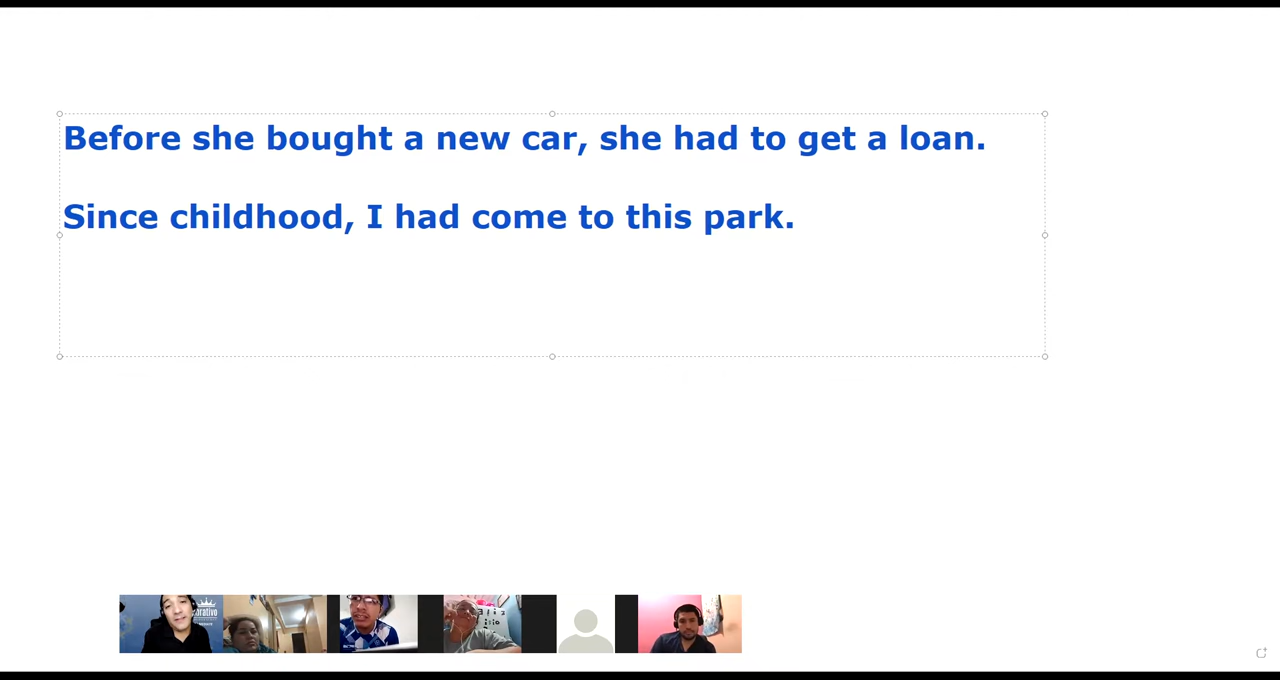 Before she bought a new car, she had to get a loan.
Since childhood, I had come to this park.